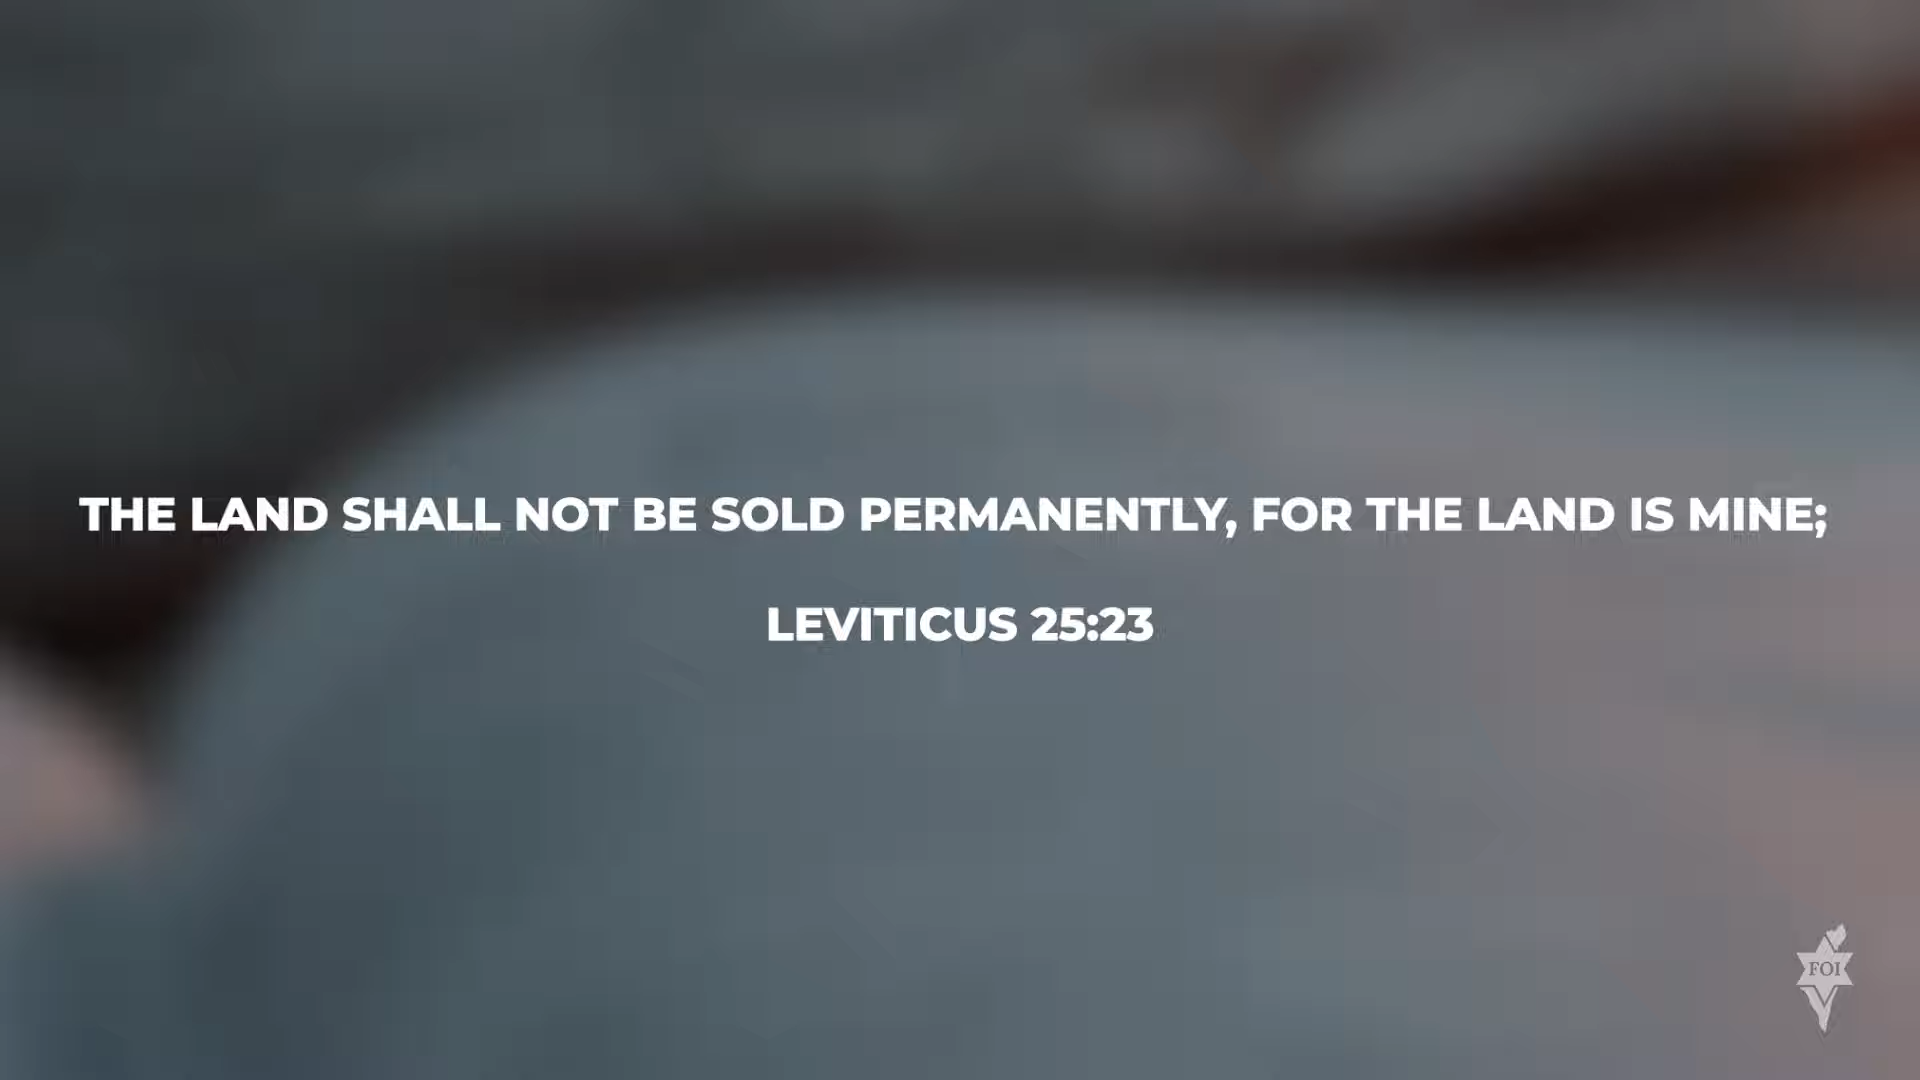 THE LAND SHALL NOT BE SOLD PERMANENTLY, FOR THE LAND IS MINE;
LEVITICUS 25:23
FOI